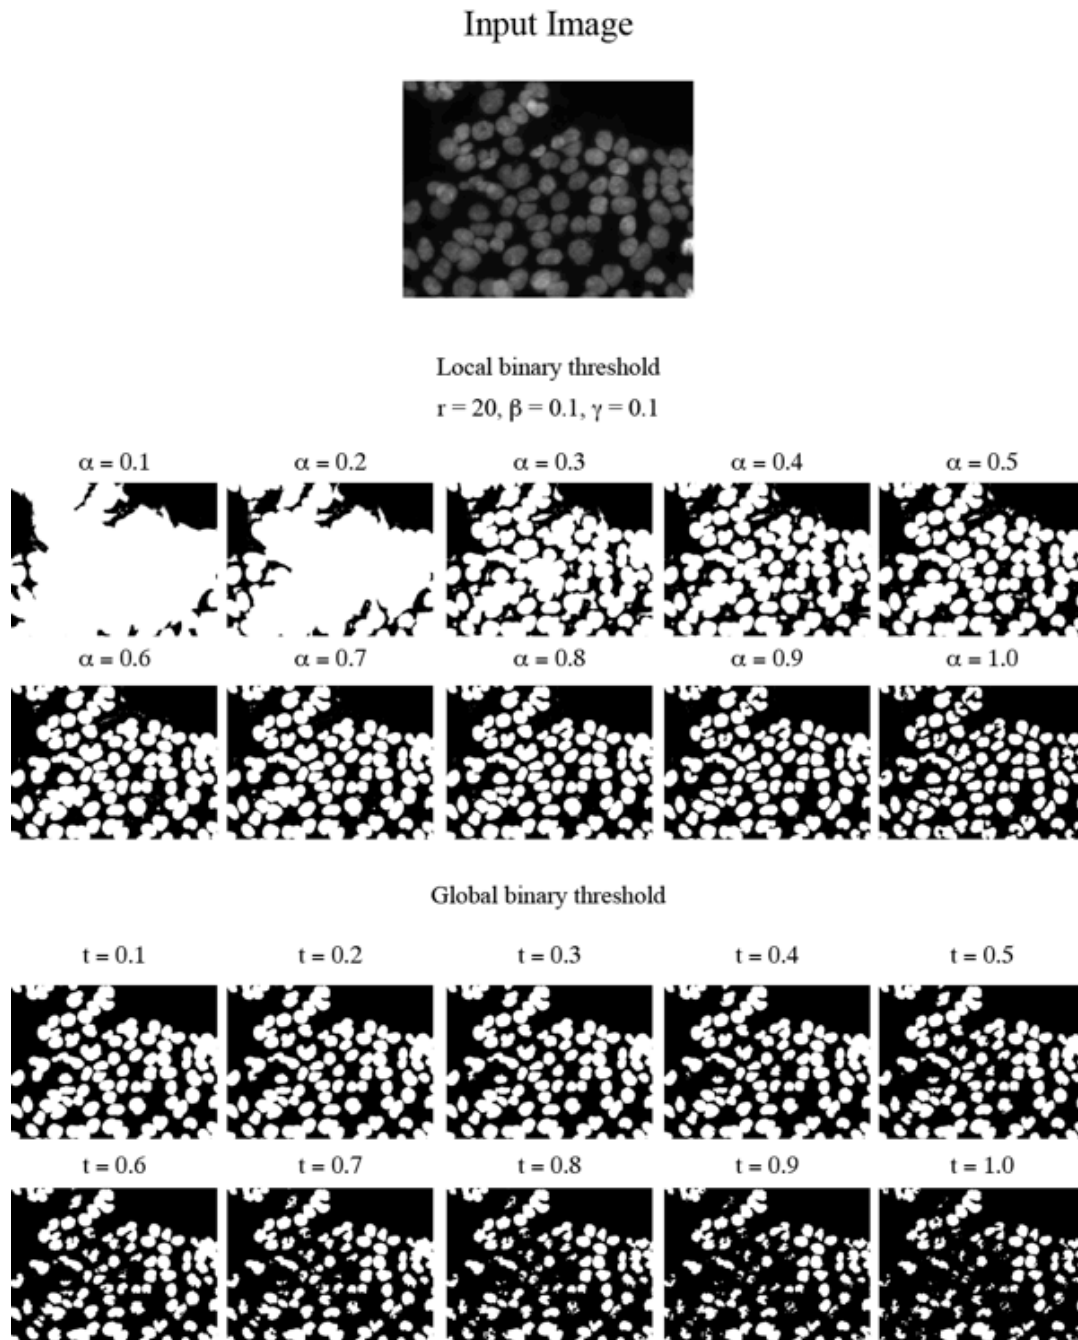 Input Image
Local binary threshold
r = 20, β = 0.1, γ = 0.1
α = 0.1 α = 0.2 α = 0.3 α = 0.4 α = 0.5
α = 0.6 α = 0.7 α = 0.8 α = 0.9 α = 1.0
Global binary threshold
t = 0.1 t = 0.2 t = 0.3 t = 0.4 t = 0.5
t = 0.6 t = 0.7 t = 0.8 t = 0.9 t = 1.0